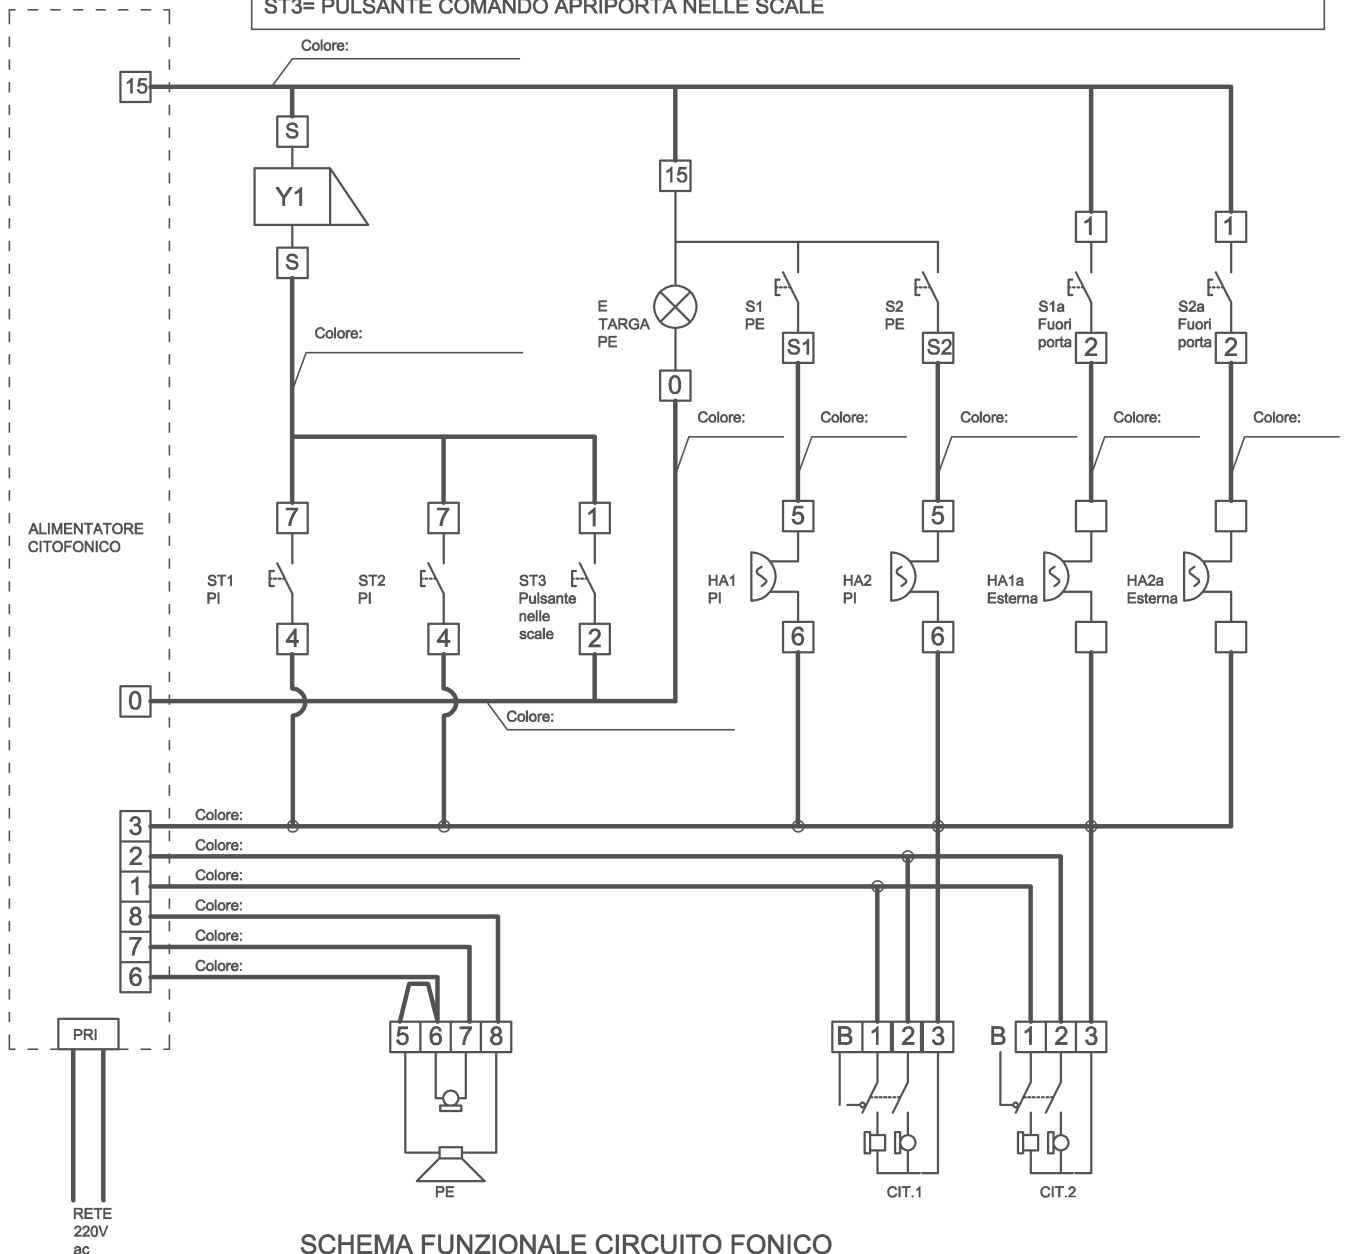 ST3= PULSANTE COMANDO APRIPORTA NELLE SCALE
Colore:
15
S
Y1
S
15
1
1
E
TARGA
PE
S1
PE
S2
PE
S1a
Fuori
porta
S2a
Fuori
porta
S1
S2
2
2
Colore:
0
Colore:
Colore:
Colore:
Colore:
Colore:
7
7
1
5
5
ALIMENTATORE
CITOFONICO
ST1
PI
ST2
PI
ST3
Pulsante
nelle
scale
HA1
PI
HA2
PI
HA1a
Esterna
HA2a
Esterna
4
4
2
6
6
0
Colore:
3
Colore:
2
Colore:
1
Colore:
8
Colore:
7
Colore:
6
Colore:
PRI
5 6 7 8
B 1 2 3
B 1 2 3
PE
CIT.1
CIT.2
RETE
220V
ac
SCHEMA FUNZIONALE CIRCUITO FONICO